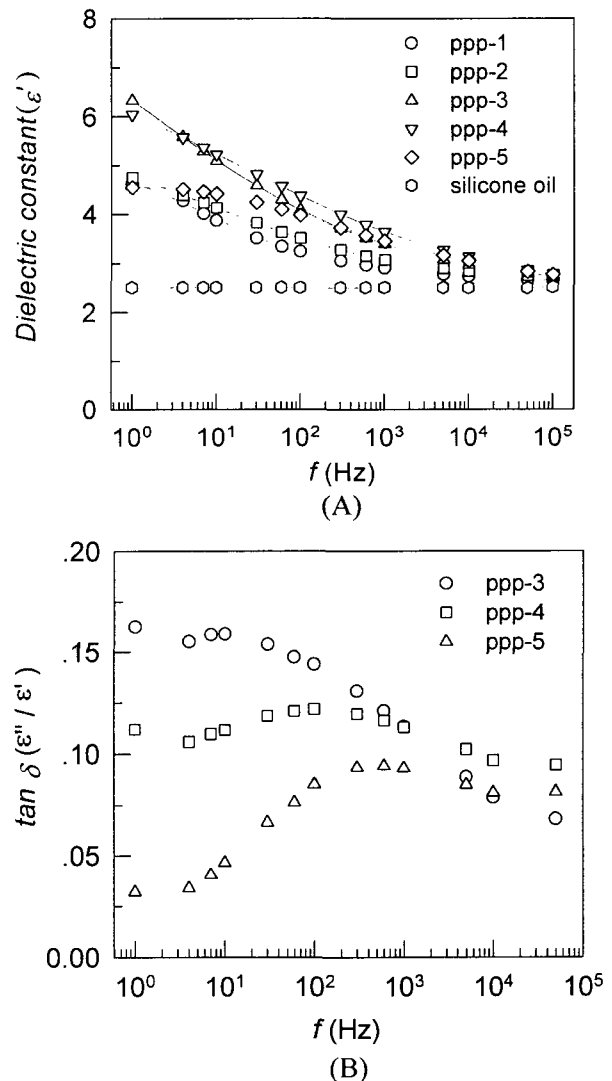 8
6
4
2
0
Dielectric constant(ε')
ppp-1
ppp-2
ppp-3
ppp-4
ppp-5
silicone oil
10⁰ 10¹ 10² 10³ 10⁴ 10⁵
f (Hz)
(A)
.20
.15
.10
.05
0.00
tan δ (ε"/ε')
ppp-3
ppp-4
ppp-5
10⁰ 10¹ 10² 10³ 10⁴ 10⁵
f (Hz)
(B)